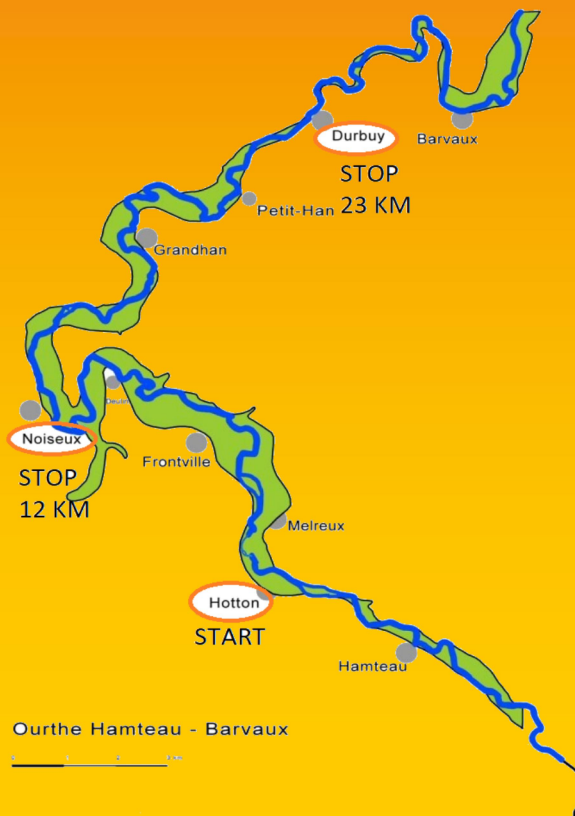 Durbuy
Barvaux
STOP
23 KM
Petit-Han
Grandhan
Deulin
Noiseux
STOP
12 KM
Frontville
Melreux
Hotton
START
Hamteau
Ourthe Hamteau - Barvaux